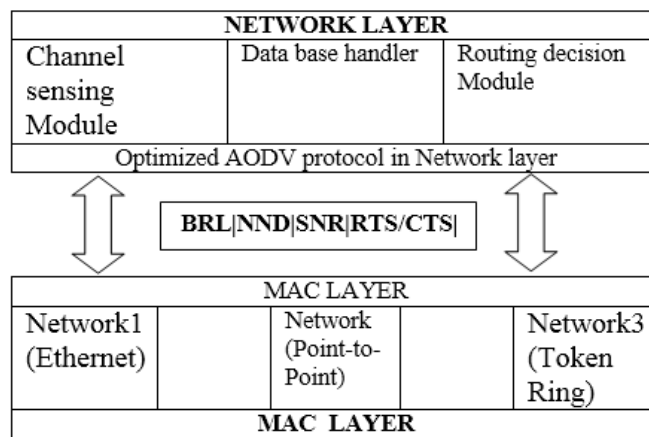 NETWORK LAYER
Channel
sensing
Module
Data base handler
Routing decision
Module
Optimized AODV protocol in Network layer
BRL|NND|SNR|RTS/CTS|
MAC LAYER
Network1
(Ethernet)
Network
(Point-to-
Point)
Network3
(Token
Ring)
MAC LAYER